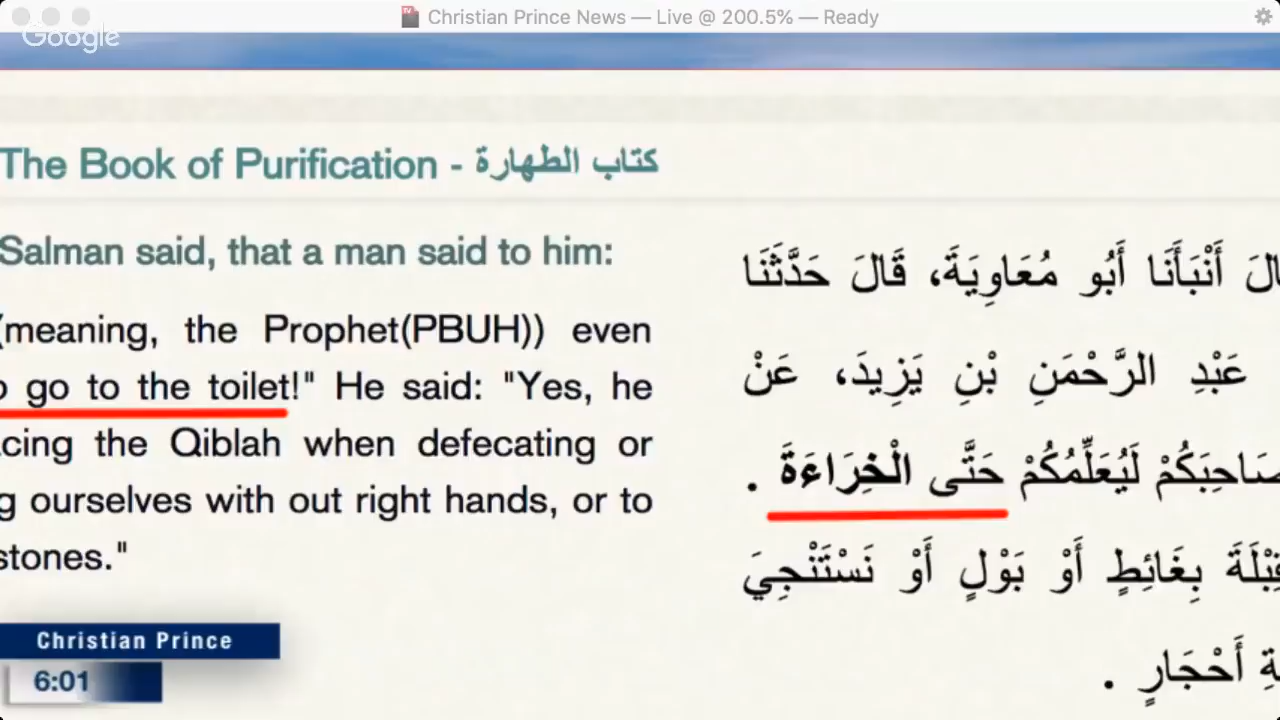 Christian Prince News — Live @ 200.5% — Ready
Google
The Book of Purification - كتاب الطهارة
Salman said, that a man said to him:
(meaning, the Prophet(PBUH)) even
go to the toilet!" He said: "Yes, he
cing the Qiblah when defecating or
g ourselves with out right hands, or to
stones."
الَ أَنْبَأَنَا أَبُو مُعَاوِيَةَ، قَالَ حَدَّثَنَا
عَبْدِ الرَّحْمَنِ بْنِ يَزِيدَ، عَنْ
صَاحِبَكُمْ لَيُعَلِّمُكُمْ حَتَّى الْخِرَاءَةَ .
قِبْلَةَ بِغَائِطٍ أَوْ بَوْلٍ أَوْ نَسْتَنْجِيَ
ةِ أَحْجَارٍ .
Christian Prince
6:01